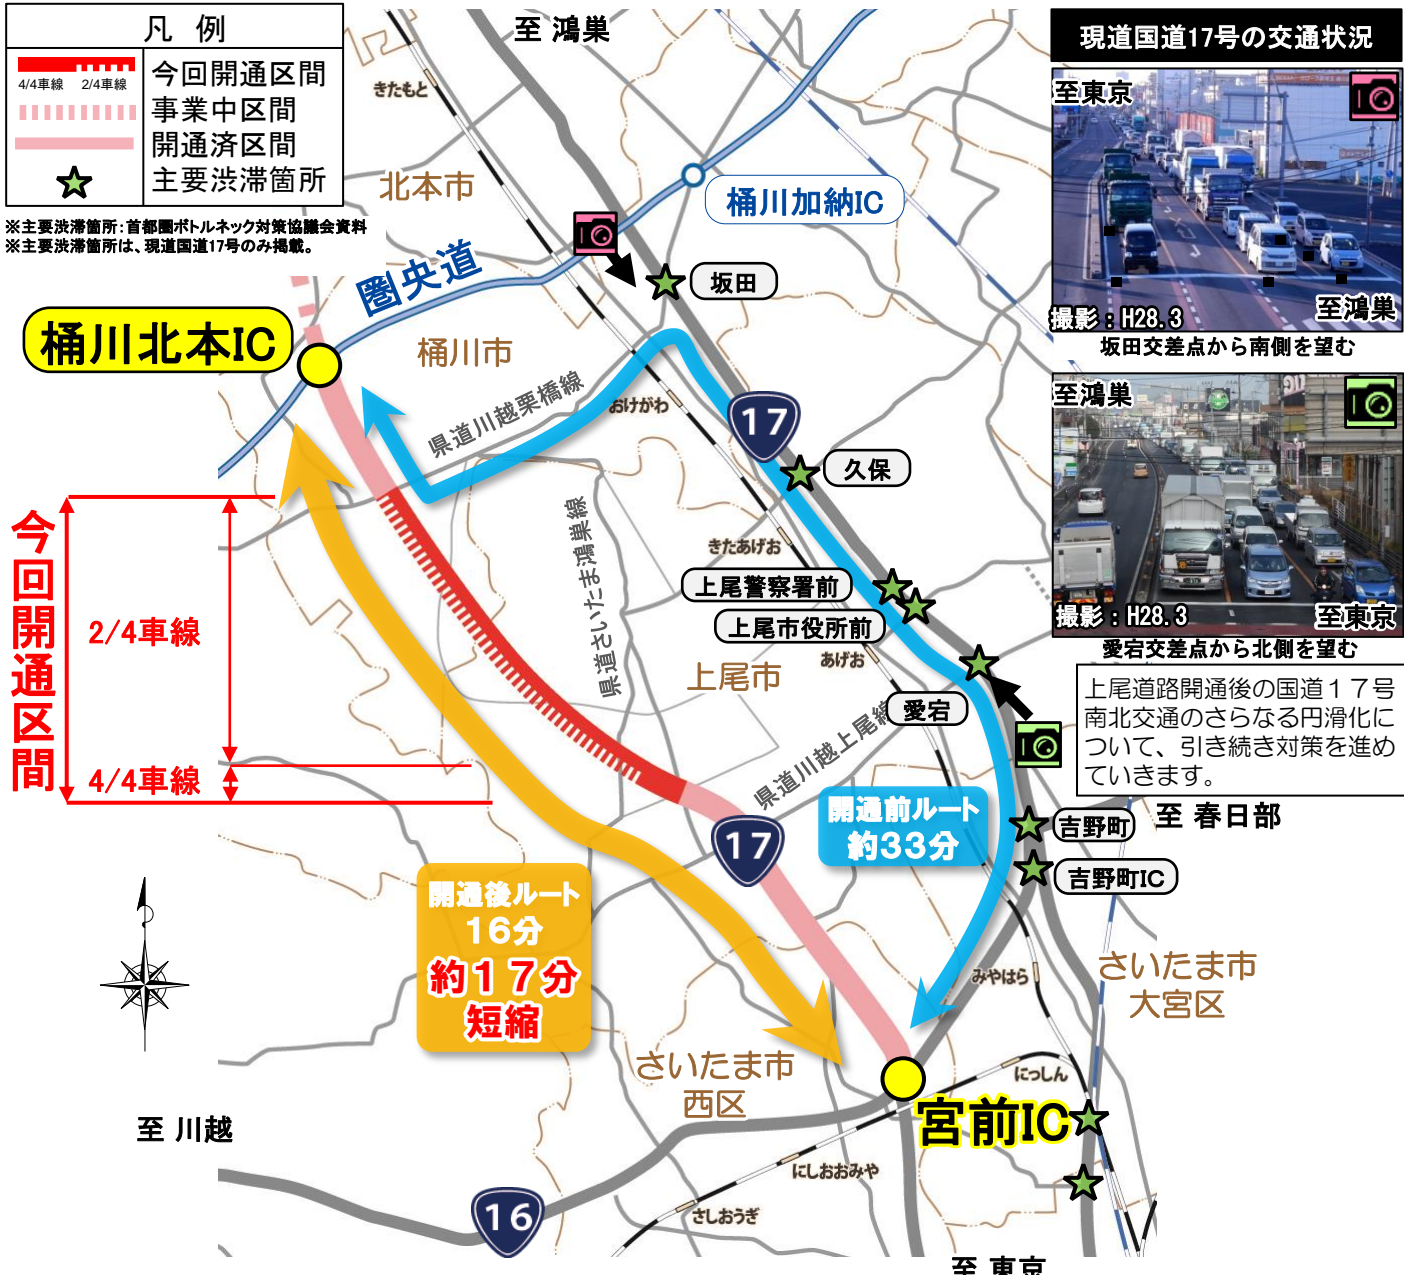 凡 例
4/4車線 2/4車線
今回開通区間
事業中区間
開通済区間
主要渋滞箇所
※主要渋滞箇所:首都圏ボトルネック対策協議会資料
※主要渋滞箇所は、現道国道17号のみ掲載。
至 鴻巣
きたもと
北本市
桶川加納IC
圏央道
坂田
桶川北本IC
桶川市
県道川越栗橋線
おけがわ
17
久保
今回開通区間
2/4車線
4/4車線
県道さいたま鴻巣線
きたあげお
上尾警察署前
上尾市役所前
あげお
上尾市
愛宕
県道川越上尾線
開通前ルート
約33分
17
吉野町
至 春日部
吉野町IC
開通後ルート
16分
約17分
短縮
みやはら
さいたま市
大宮区
さいたま市
西区
にっしん
宮前IC
至 川越
にしおおみや
さしおうぎ
16
至 東京
現道国道17号の交通状況
至東京
至鴻巣
撮影:H28.3
坂田交差点から南側を望む
至鴻巣
撮影:H28.3
至東京
愛宕交差点から北側を望む
上尾道路開通後の国道17号
南北交通のさらなる円滑化に
ついて、引き続き対策を進め
ていきます。